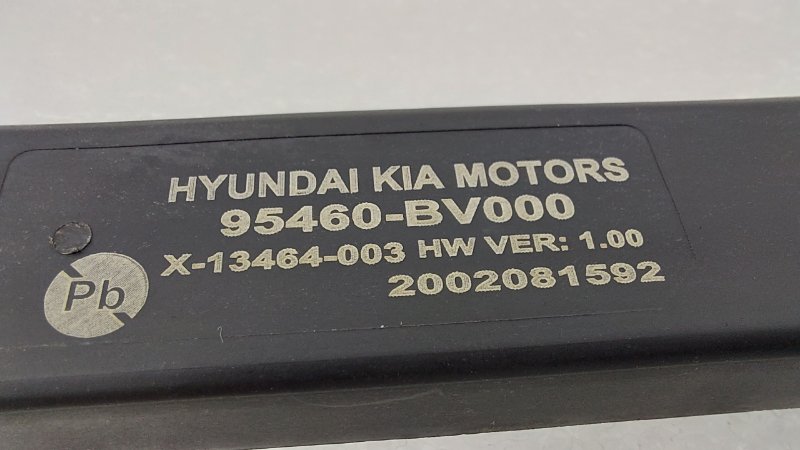 HYUNDAI KIA MOTORS
95460-BV000
X-13464-003 HW VER: 1.00
2002081592
Pb